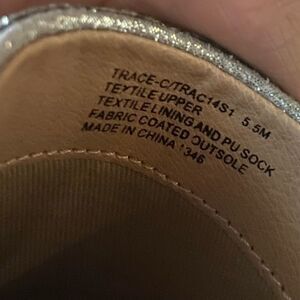 TRACE-C/TRAC14S1 5.5M
TEXTILE UPPER
TEXTILE LINING AND PU SOCK
FABRIC COATED OUTSOLE
MADE IN CHINA *346